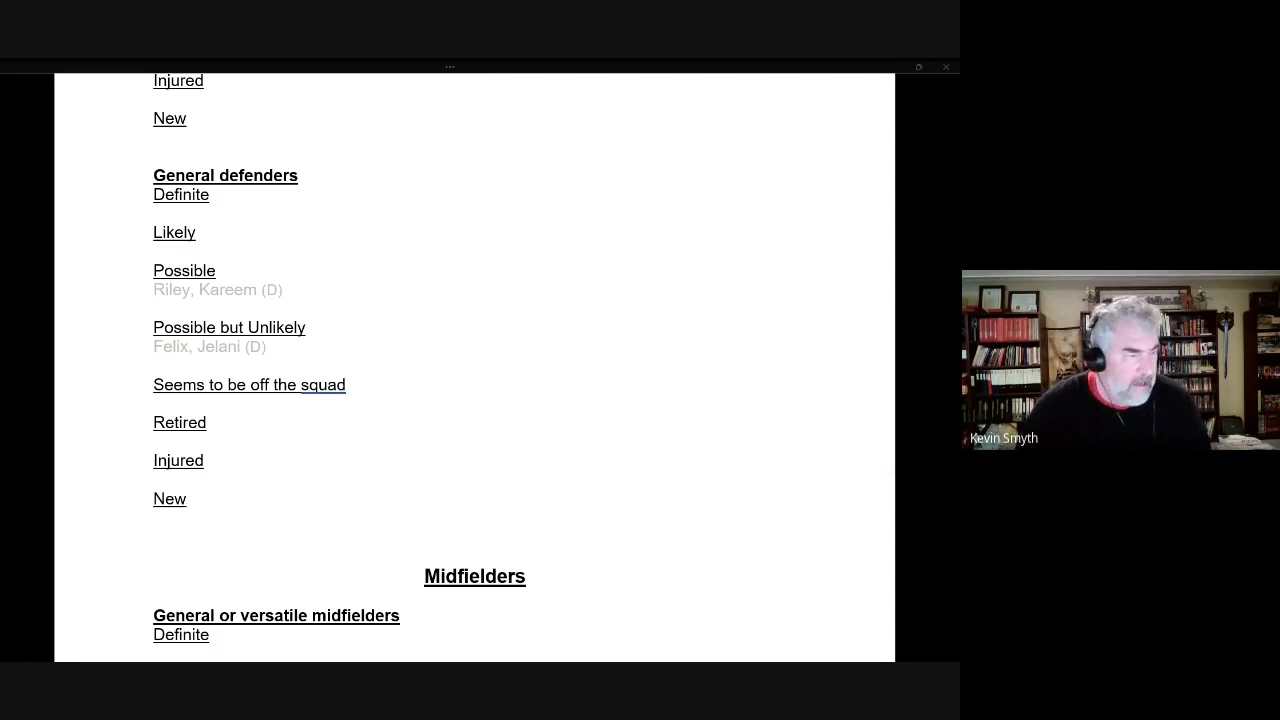 Injured
New
General defenders
Definite
Likely
Possible
Riley, Kareem (D)
Possible but Unlikely
Felix, Jelani (D)
Seems to be off the squad
Retired
Injured
New
Midfielders
General or versatile midfielders
Definite
Kevin Smyth